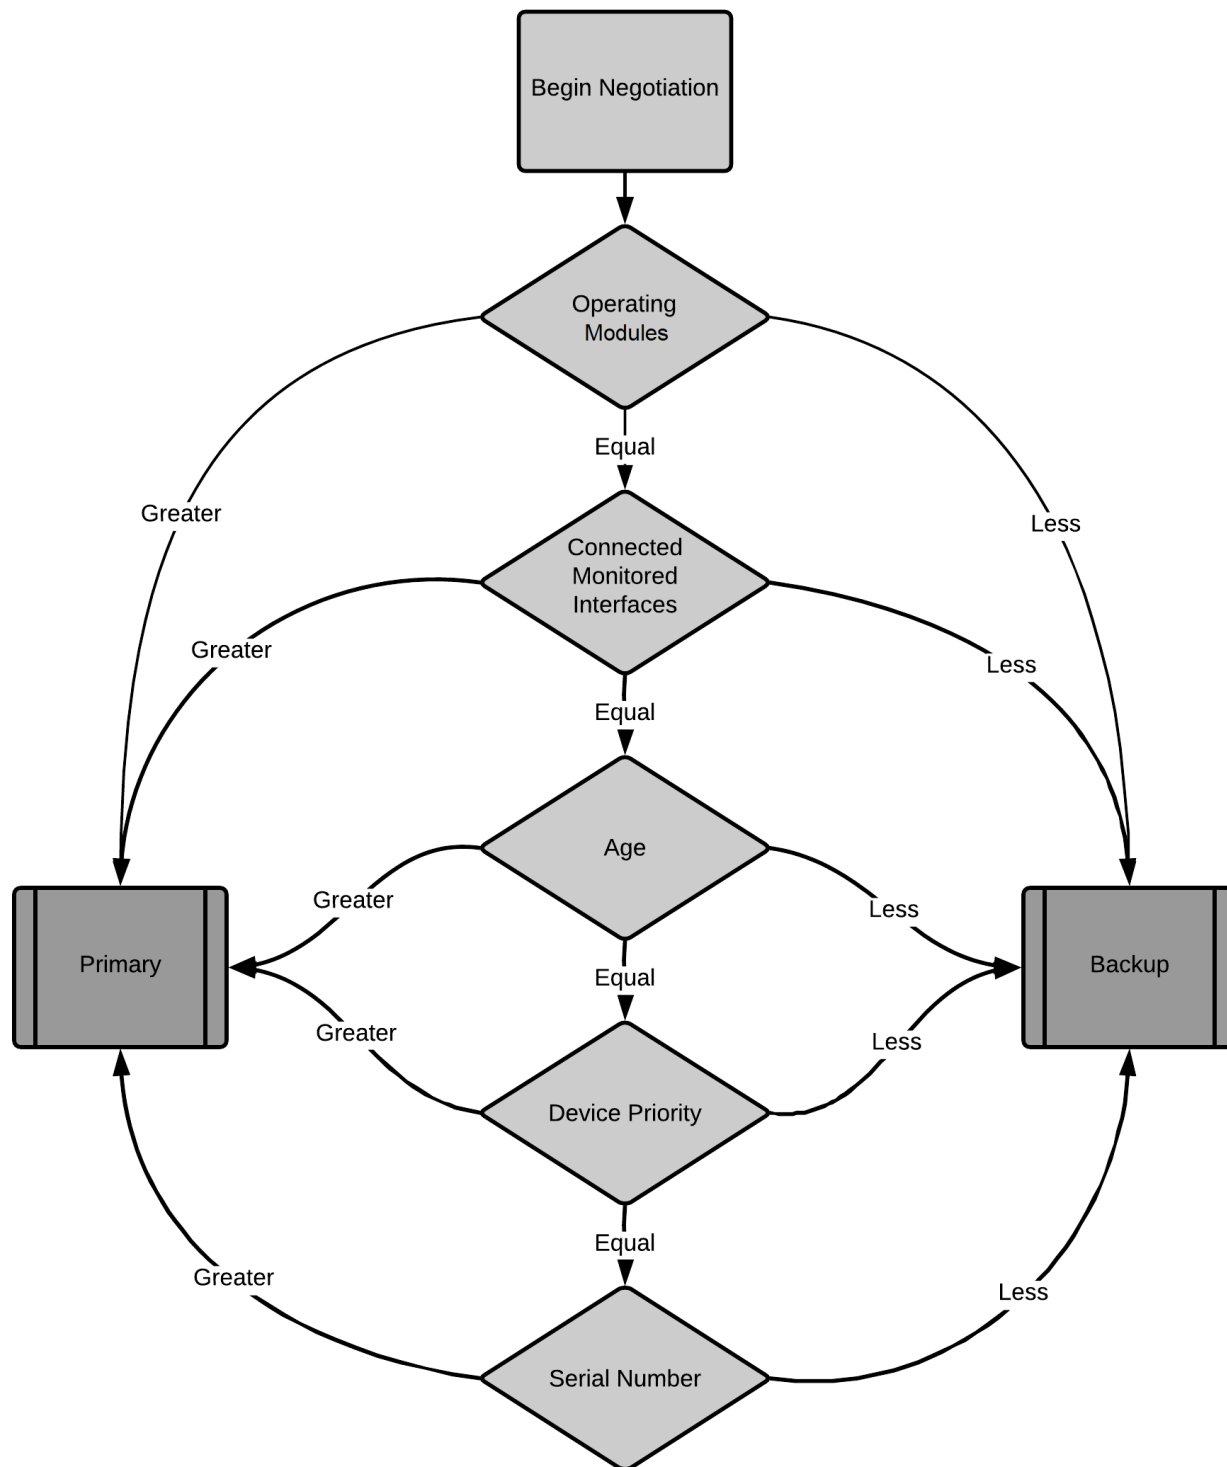 Begin Negotiation
Operating
Modules
Equal
Greater
Less
Connected
Monitored
Interfaces
Greater
Less
Equal
Age
Greater
Less
Primary
Backup
Equal
Greater
Less
Device Priority
Equal
Greater
Less
Serial Number